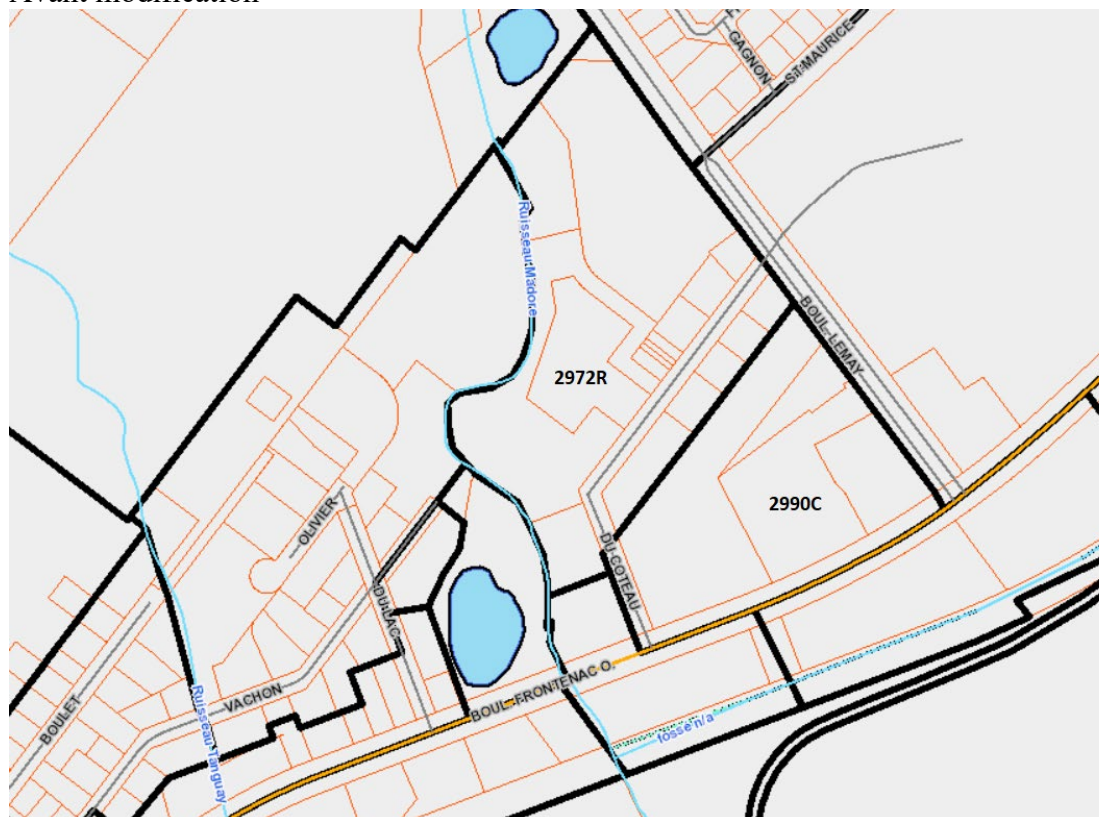 Avant modification
GAGNON
ST-MAURICE
Ruisseau Madore
BOUL. LEMAY
2972R
2990C
OLIVIER
DU COTEAU
DU LAC
BOULET
VACHON
Ruisseau Tanguay
BOUL. FRONTENAC O.
fosse n/a